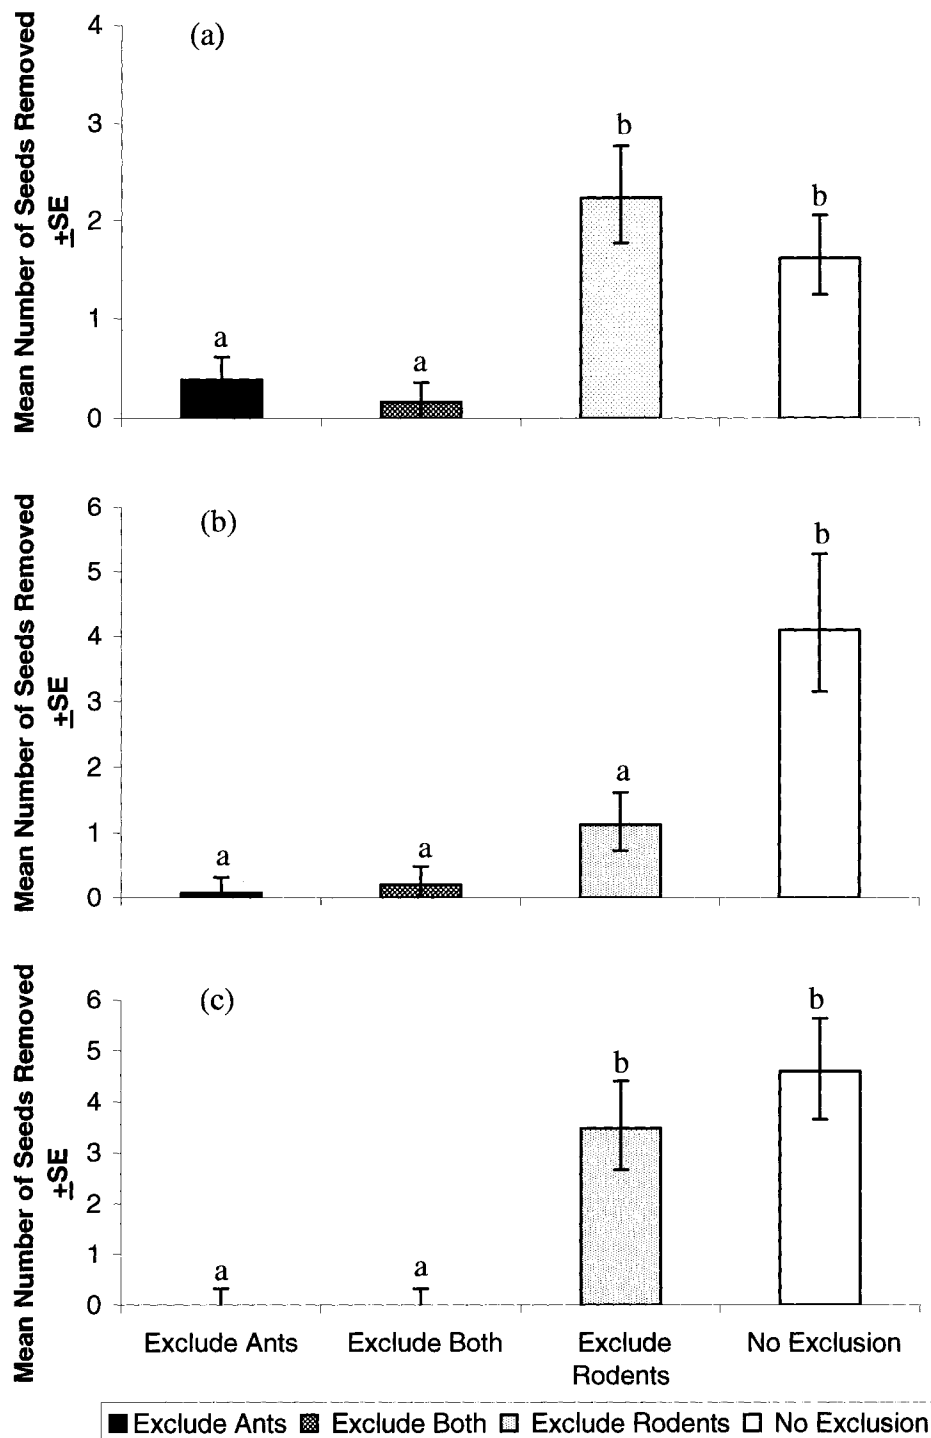 (a)
Mean Number of Seeds Removed
±SE
4
3
2
1
0
a
a
b
b
(b)
Mean Number of Seeds Removed
±SE
6
5
4
3
2
1
0
a
a
a
b
(c)
Mean Number of Seeds Removed
±SE
6
5
4
3
2
1
0
a
a
b
b
Exclude Ants Exclude Both Exclude No Exclusion
Rodents
Exclude Ants Exclude Both Exclude Rodents No Exclusion